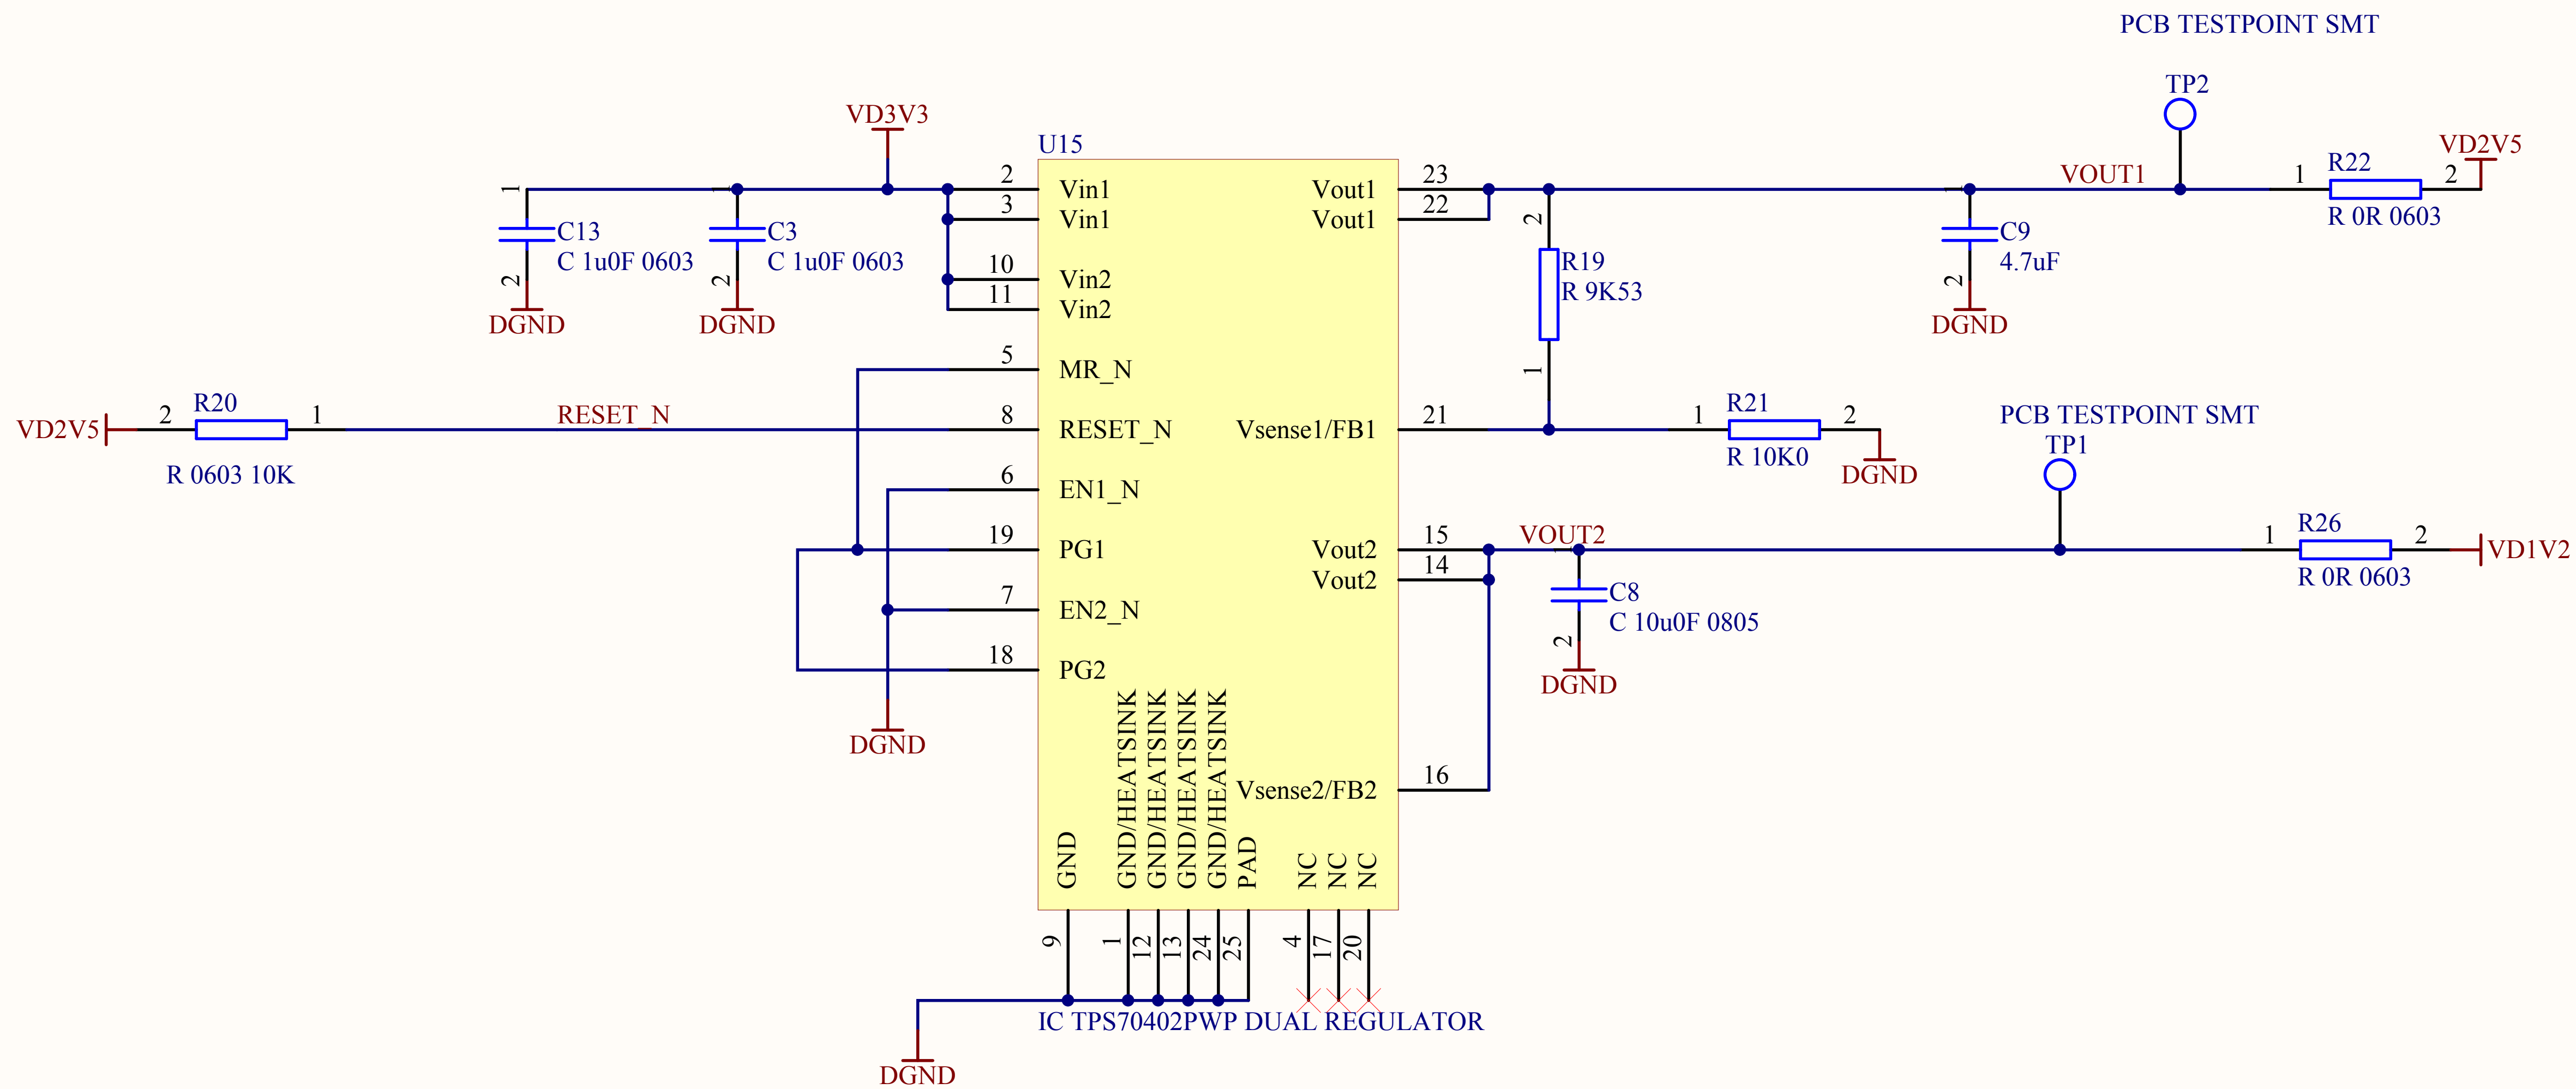 PCB TESTPOINT SMT
TP2
VD3V3
U15
VD2V5
2 Vin1
3 Vin1
10 Vin2
11 Vin2
5 MR_N
8 RESET_N
6 EN1_N
19 PG1
7 EN2_N
18 PG2
Vout1 23
Vout1 22
Vsense1/FB1 21
Vout2 15
Vout2 14
Vsense2/FB2 16
1
C13
C 1u0F 0603
2
DGND
1
C3
C 1u0F 0603
2
DGND
2
R19
R 9K53
1
VOUT1
1
C9
4.7uF
2
DGND
1
R22
2
R 0R 0603
VD2V5
2
R20
1
R 0603 10K
RESET_N
1
R21
2
R 10K0
DGND
PCB TESTPOINT SMT
TP1
VOUT2
1
C8
C 10u0F 0805
2
DGND
1
R26
2
R 0R 0603
VD1V2
DGND
GND
GND/HEATSINK
GND/HEATSINK
GND/HEATSINK
GND/HEATSINK
PAD
NC
NC
NC
9
1
12
13
24
25
4
17
20
IC TPS70402PWP DUAL REGULATOR
DGND